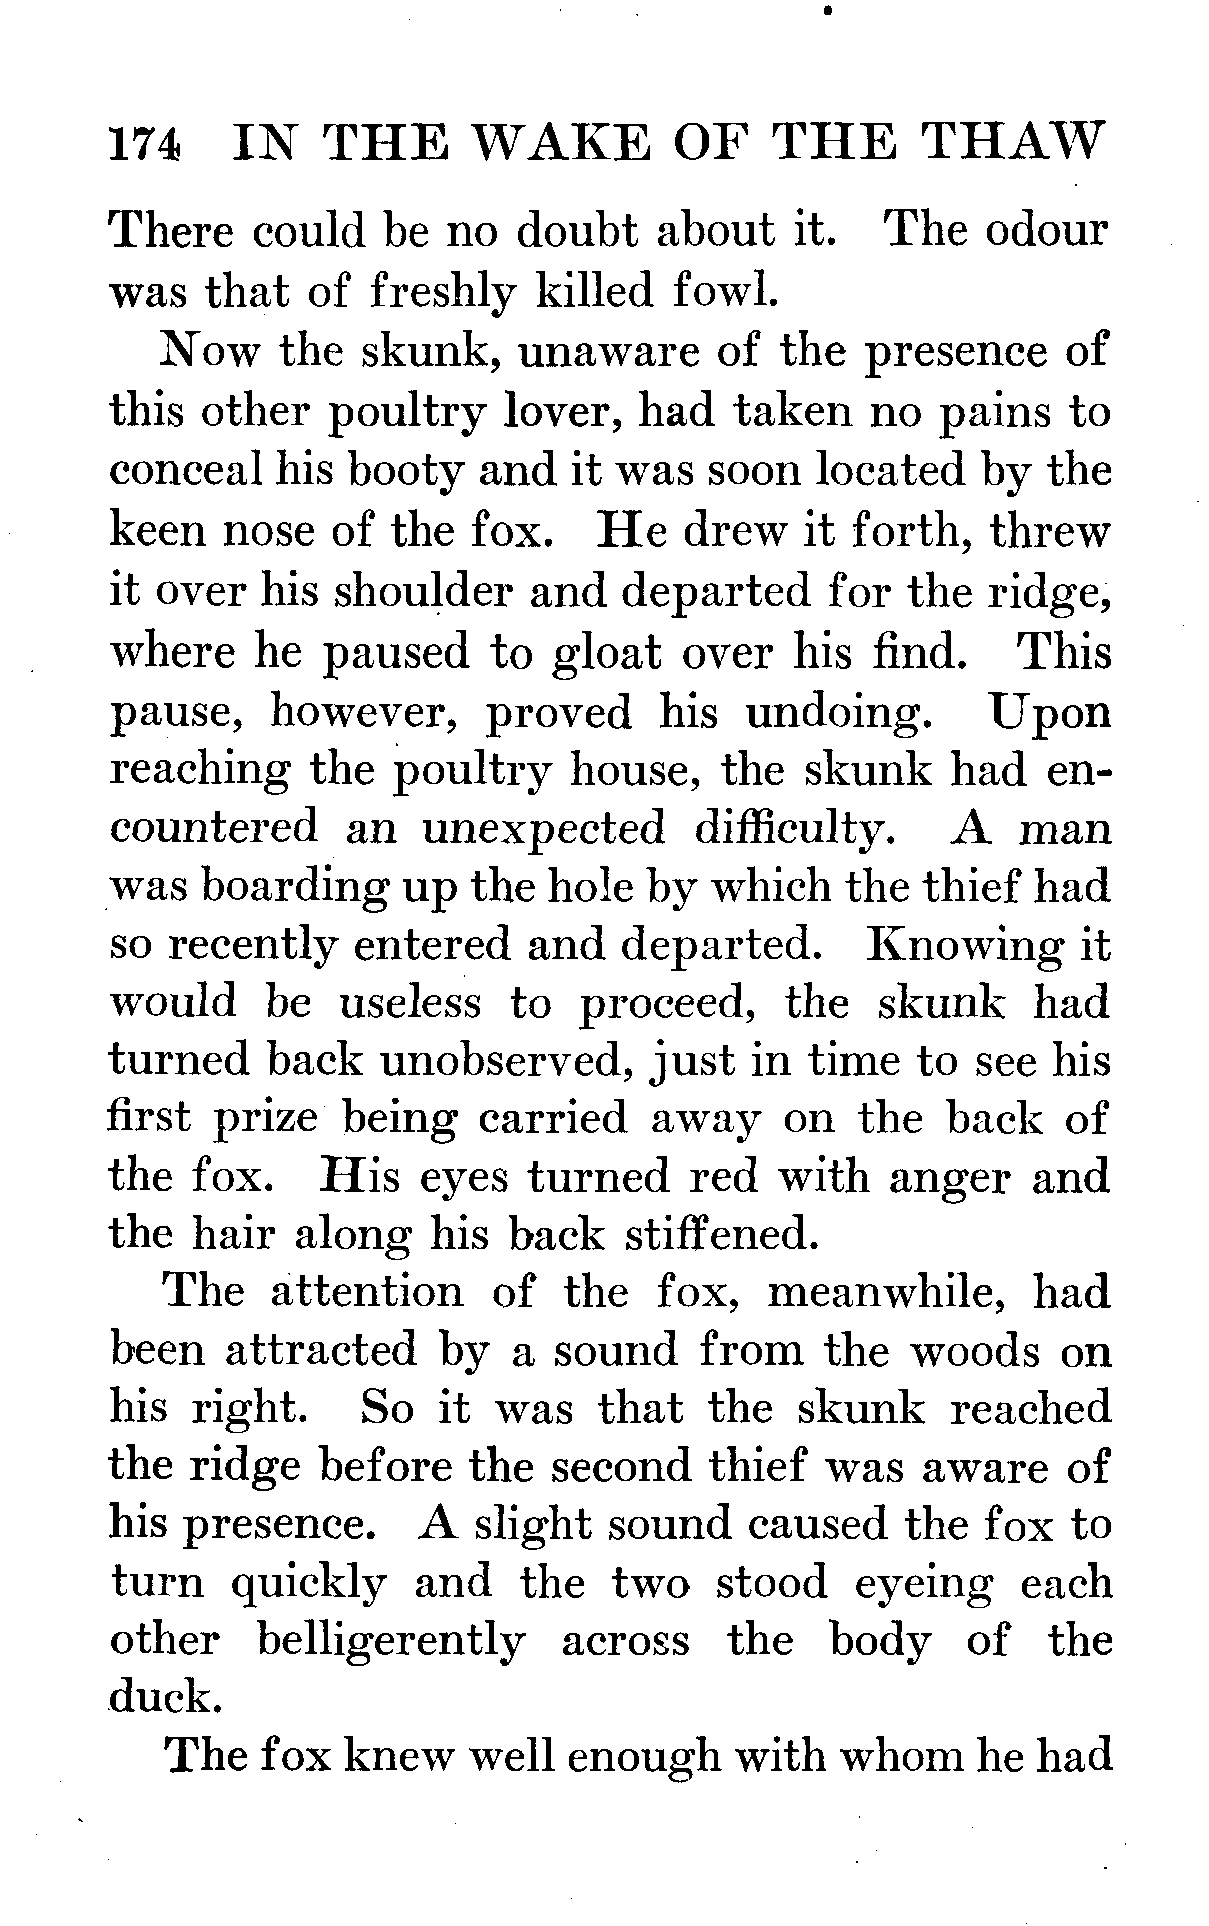 174 IN THE WAKE OF THE THAW
There could be no doubt about it. The odour
was that of freshly killed fowl.
Now the skunk, unaware of the presence of
this other poultry lover, had taken no pains to
conceal his booty and it was soon located by the
keen nose of the fox. He drew it forth, threw
it over his shoulder and departed for the ridge,
where he paused to gloat over his find. This
pause, however, proved his undoing. Upon
reaching the poultry house, the skunk had en-
countered an unexpected difficulty. A man
was boarding up the hole by which the thief had
so recently entered and departed. Knowing it
would be useless to proceed, the skunk had
turned back unobserved, just in time to see his
first prize being carried away on the back of
the fox. His eyes turned red with anger and
the hair along his back stiffened.
The attention of the fox, meanwhile, had
been attracted by a sound from the woods on
his right. So it was that the skunk reached
the ridge before the second thief was aware of
his presence. A slight sound caused the fox to
turn quickly and the two stood eyeing each
other belligerently across the body of the
duck.
The fox knew well enough with whom he had